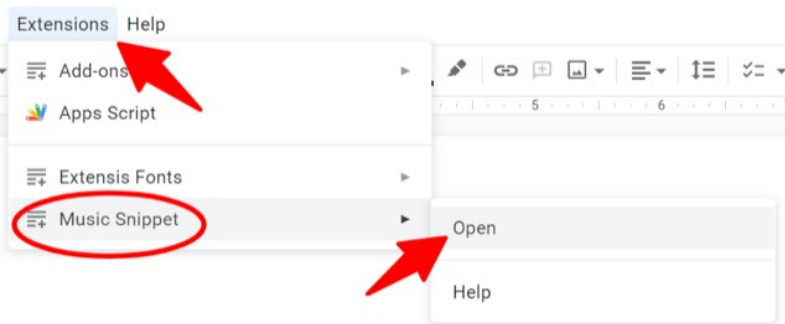 Extensions Help
Add-ons
Apps Script
5 6
Extensis Fonts
Music Snippet
Open
Help